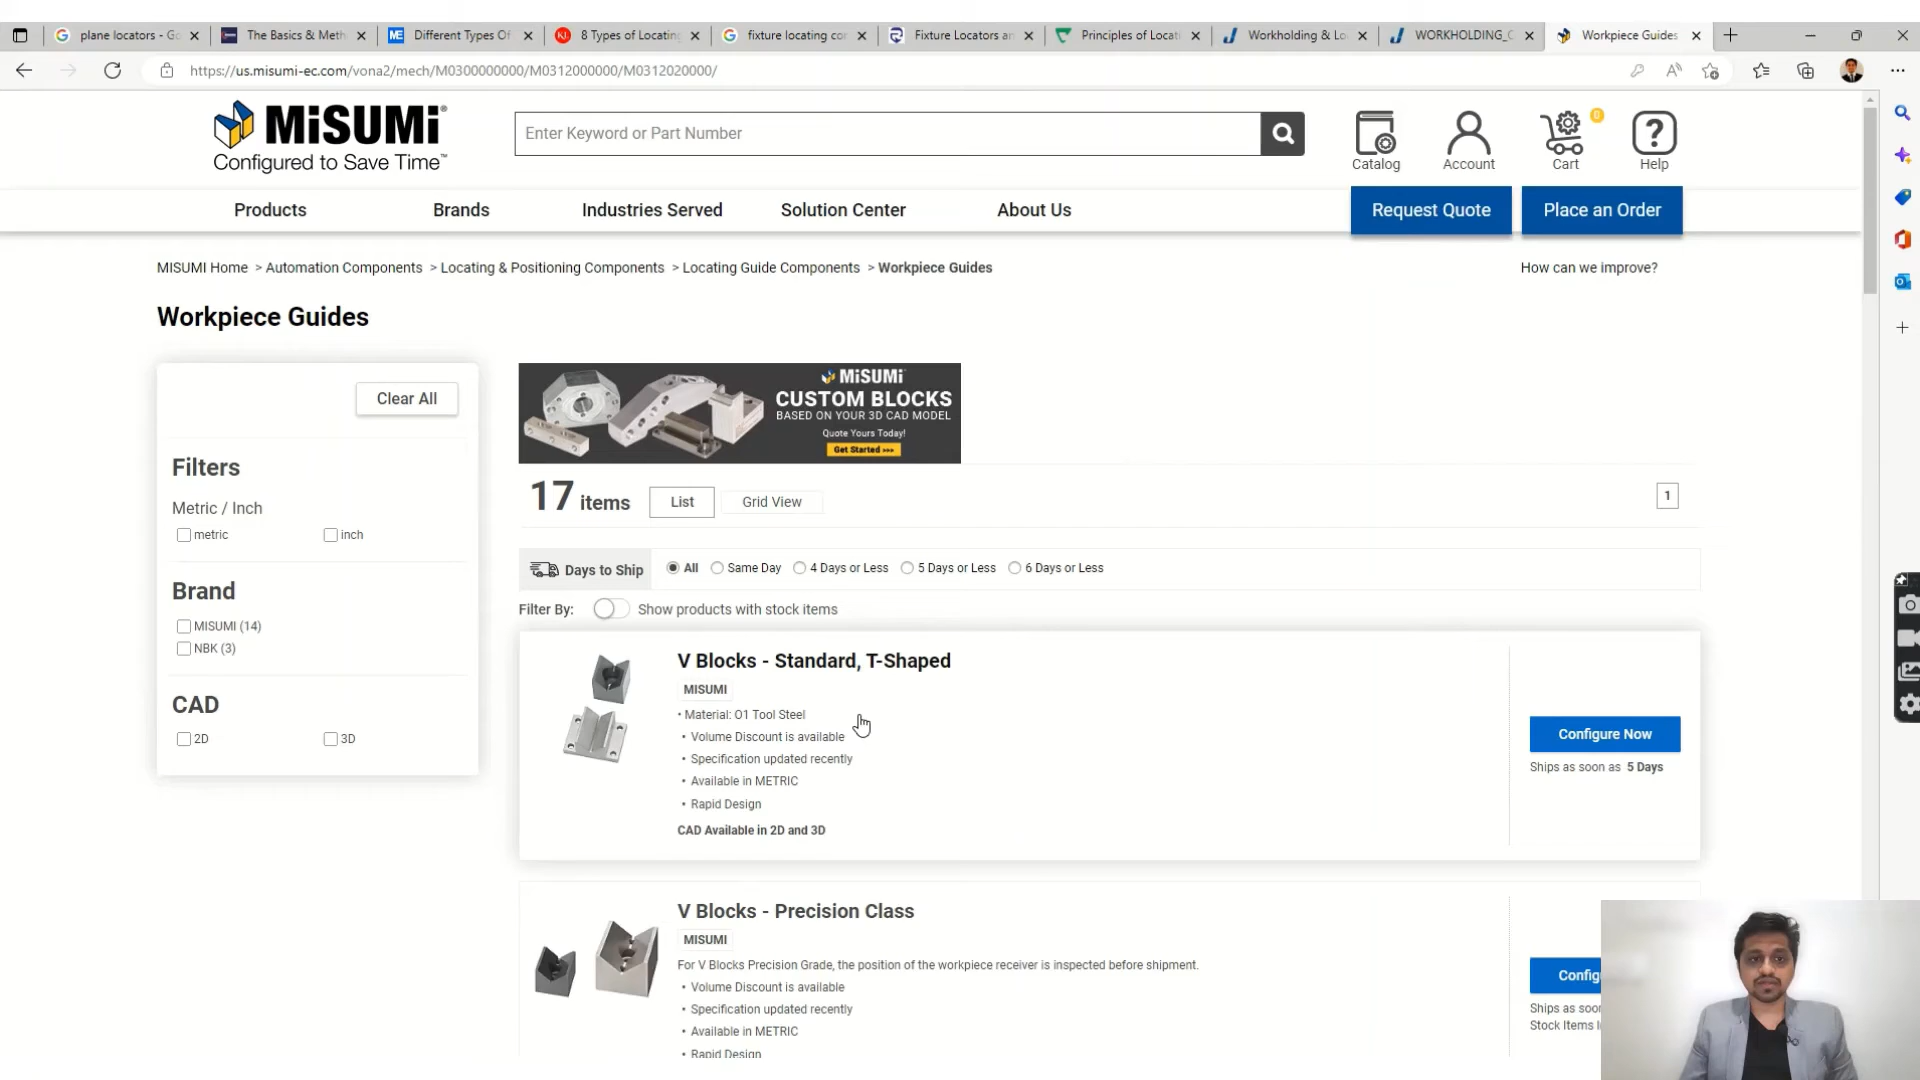 plane locators - Go
The Basics & Meth
Different Types Of
8 Types of Locating
fixture locating co
Fixture Locators a
Principles of Locati
Workholding & Lo
WORKHOLDING_C
Workpiece Guides
https://us.misumi-ec.com/vona2/mech/M0300000000/M0312000000/M0312020000/
MiSUMi
Configured to Save Time™
Enter Keyword or Part Number
Catalog
Account
0
Cart
Help
Products
Brands
Industries Served
Solution Center
About Us
Request Quote
Place an Order
MISUMI Home > Automation Components > Locating & Positioning Components > Locating Guide Components > Workpiece Guides
How can we improve?
Workpiece Guides
Clear All
Filters
Metric / Inch
metric
inch
Brand
MISUMI (14)
NBK (3)
CAD
2D
3D
MiSUMi
CUSTOM BLOCKS
BASED ON YOUR 3D CAD MODEL
Quote Yours Today!
Get Started >>>
17 items
List
Grid View
1
Days to Ship
All
Same Day
4 Days or Less
5 Days or Less
6 Days or Less
Filter By:
Show products with stock items
V Blocks - Standard, T-Shaped
MISUMI
• Material: O1 Tool Steel
• Volume Discount is available
• Specification updated recently
• Available in METRIC
• Rapid Design
CAD Available in 2D and 3D
Configure Now
Ships as soon as 5 Days
V Blocks - Precision Class
MISUMI
For V Blocks Precision Grade, the position of the workpiece receiver is inspected before shipment.
• Volume Discount is available
• Specification updated recently
• Available in METRIC
• Rapid Design
Config
Ships as soo
Stock Items